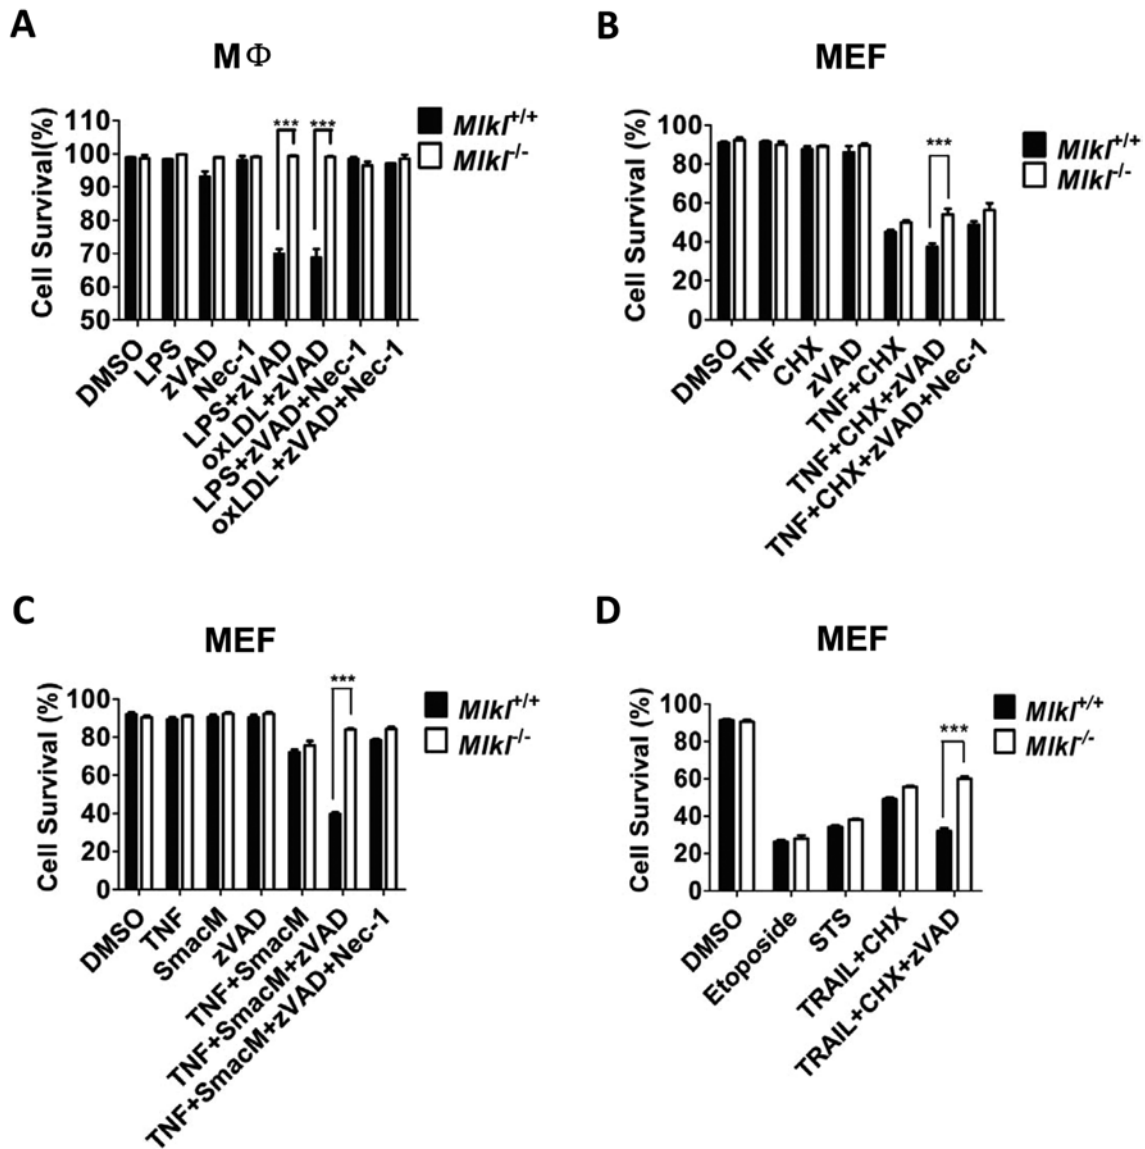 A
MΦ
Cell Survival(%)
110
100
90
80
70
60
50
***
***
Mlkl+/+
Mlkl-/-
DMSO
LPS
zVAD
Nec-1
LPS+zVAD
oxLDL+zVAD
LPS+zVAD+Nec-1
oxLDL+zVAD+Nec-1
B
MEF
Cell Survival (%)
100
80
60
40
20
0
***
Mlkl+/+
Mlkl-/-
DMSO
TNF
CHX
zVAD
TNF+CHX
TNF+CHX+zVAD
TNF+CHX+zVAD+Nec-1
C
MEF
Cell Survival (%)
100
80
60
40
20
0
***
Mlkl+/+
Mlkl-/-
DMSO
TNF
SmacM
zVAD
TNF+SmacM
TNF+SmacM+zVAD
TNF+SmacM+zVAD+Nec-1
D
MEF
Cell Survival (%)
100
80
60
40
20
0
***
Mlkl+/+
Mlkl-/-
DMSO
Etoposide
STS
TRAIL+CHX
TRAIL+CHX+zVAD